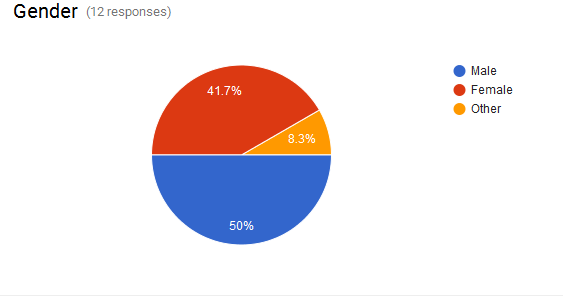 Gender (12 responses)
Male
Female
Other
41.7%
8.3%
50%